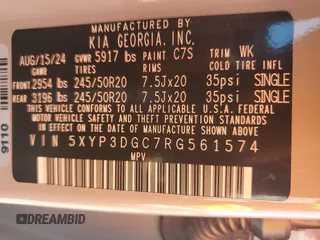 MANUFACTURED BY
KIA GEORGIA, INC.
AUG/15/24 GVWR 5917 lbs PAINT C7S TRIM WK
GAWR TIRES RIMS COLD TIRE INFL
FRONT 2954 lbs 245/50R20 7.5Jx20 35psi SINGLE
REAR 3196 lbs 245/50R20 7.5Jx20 35psi SINGLE
THIS VEHICLE CONFORMS TO ALL APPLICABLE FEDERAL
MOTOR VEHICLE SAFETY AND THEFT PREVENTION
STANDARDS IN EFFECT ON THE DATE OF
MANUFACTURE SHOWN ABOVE.
VIN 5XYP3DGC7RG561574
MPV
9110
DREAMBID